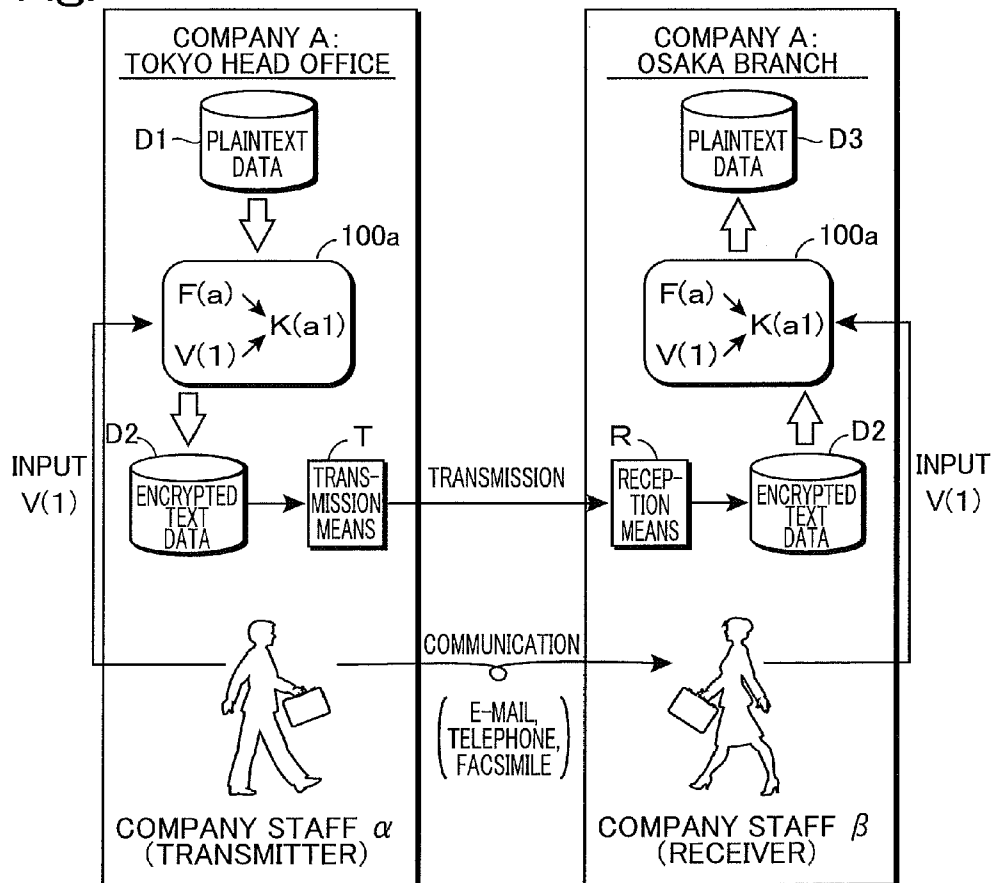 Fig.
COMPANY A:
TOKYO HEAD OFFICE
D1
PLAINTEXT
DATA
100a
F(a)
K(a1)
V(1)
INPUT
V(1)
D2
ENCRYPTED
TEXT
DATA
T
TRANS-
MISSION
MEANS
TRANSMISSION
COMPANY A:
OSAKA BRANCH
PLAINTEXT
DATA
D3
100a
F(a)
K(a1)
V(1)
R
RECEP-
TION
MEANS
D2
ENCRYPTED
TEXT
DATA
INPUT
V(1)
COMMUNICATION
(E-MAIL,
TELEPHONE,
FACSIMILE)
COMPANY STAFF α
(TRANSMITTER)
COMPANY STAFF β
(RECEIVER)